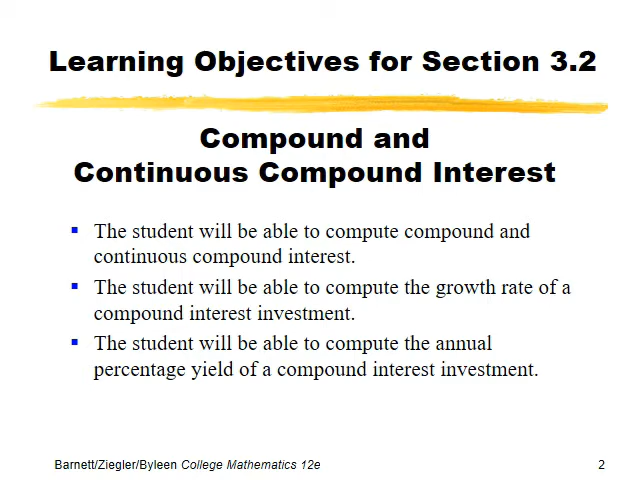 Learning Objectives for Section 3.2
Compound and
Continuous Compound Interest
The student will be able to compute compound and
continuous compound interest.
The student will be able to compute the growth rate of a
compound interest investment.
The student will be able to compute the annual
percentage yield of a compound interest investment.
Barnett/Ziegler/Byleen College Mathematics 12e
2